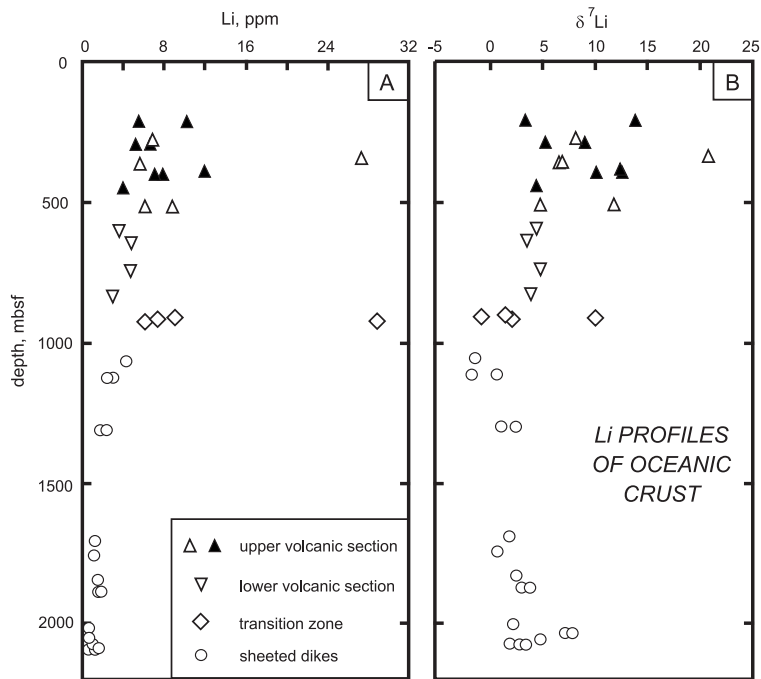 Li, ppm
δ ⁷Li
0 8 16 24 32
-5 0 5 10 15 20 25
A
B
depth, mbsf
0
500
1000
1500
2000
Li PROFILES
OF OCEANIC
CRUST
upper volcanic section
lower volcanic section
transition zone
sheeted dikes